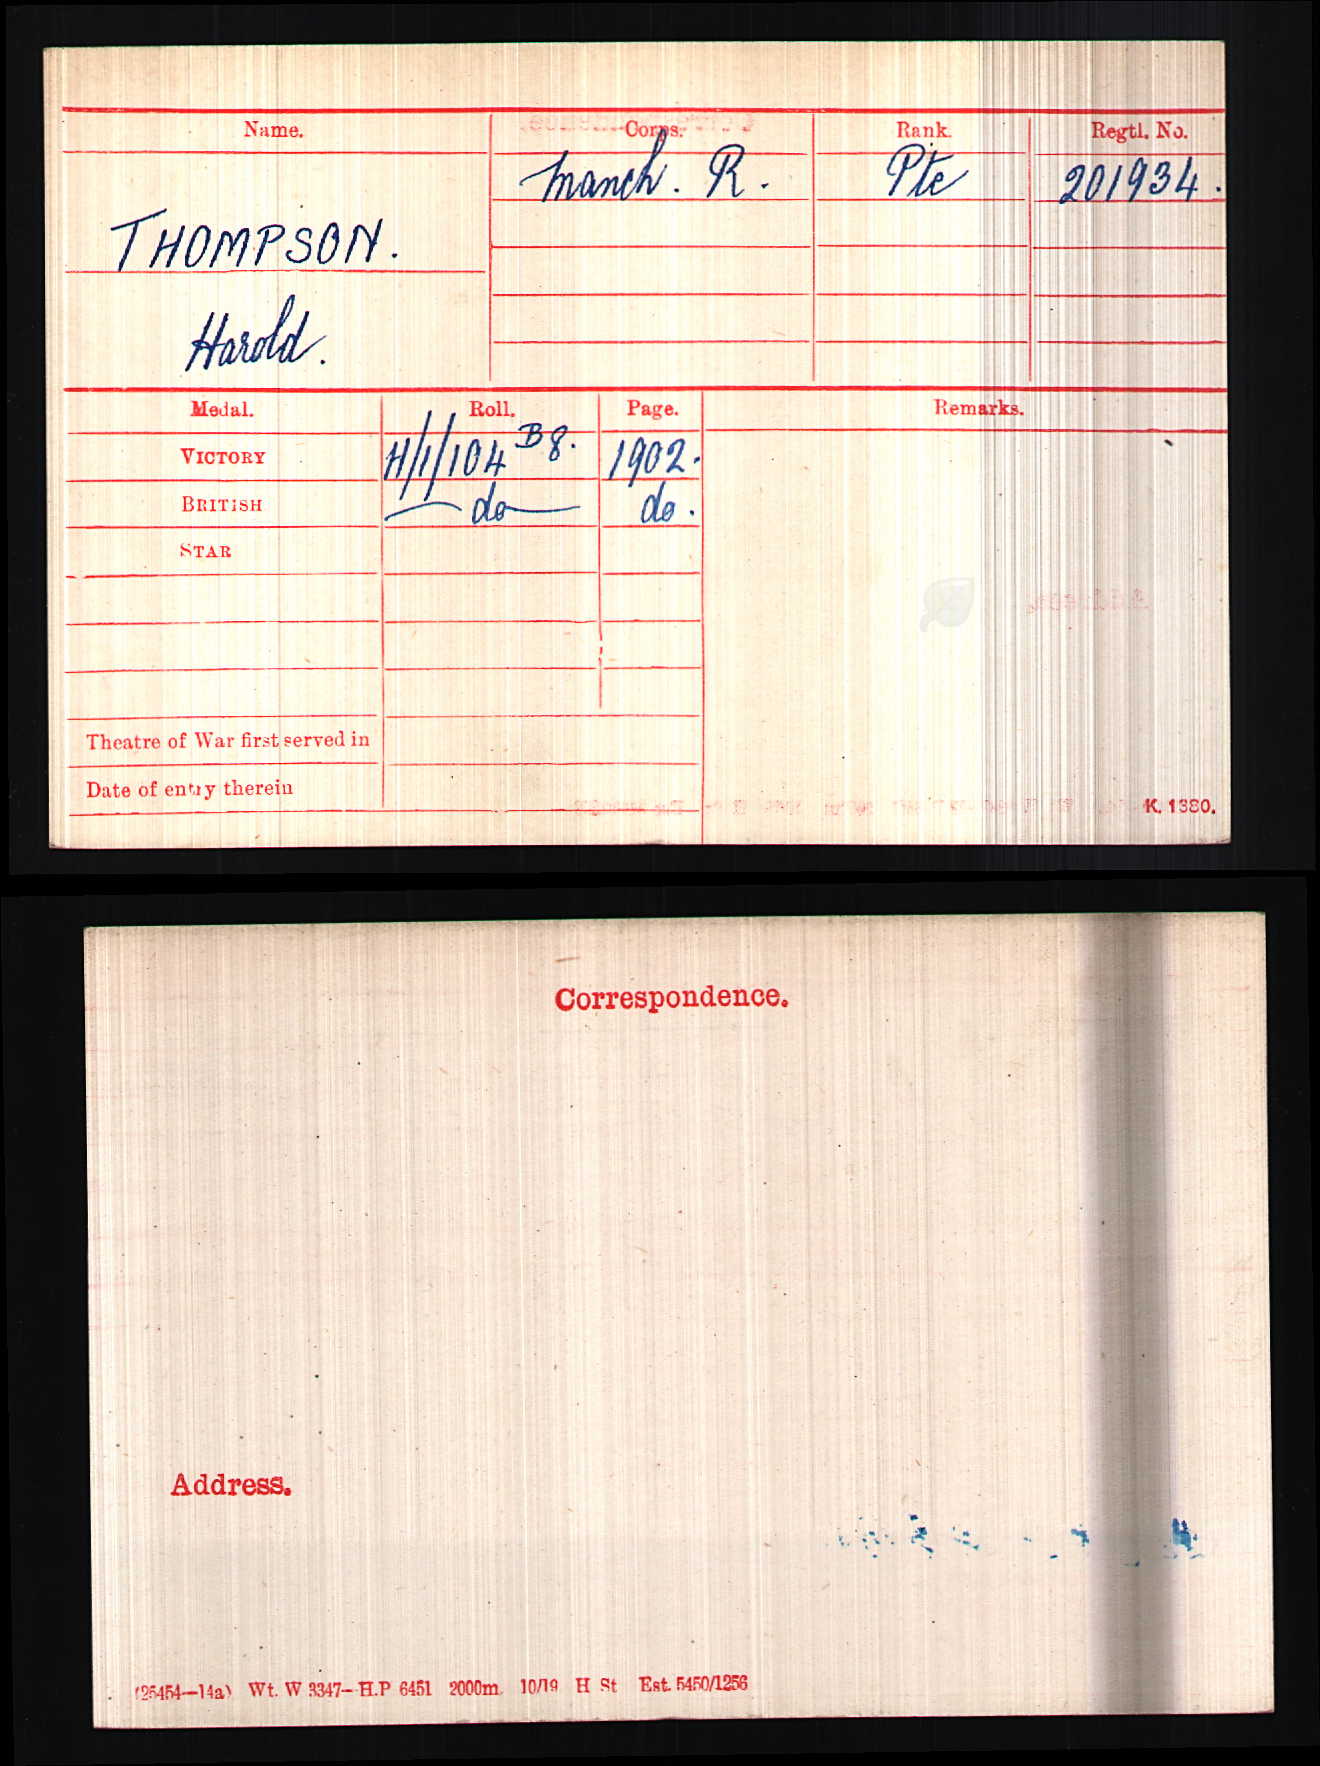 Name. Corps. Rank. Regtl. No.
Manch. R. Pte 201934.
THOMPSON.
Harold.
Medal. Roll. Page. Remarks.
VICTORY H/1/104 B8. 1902.
BRITISH do do.
STAR
Theatre of War first served in
Date of entry therein
K. 1380.
Correspondence.
Address.
(26454—14a) Wt. W 3347—H.P 6451 2000m. 10/19 H St Est. 5450/1256